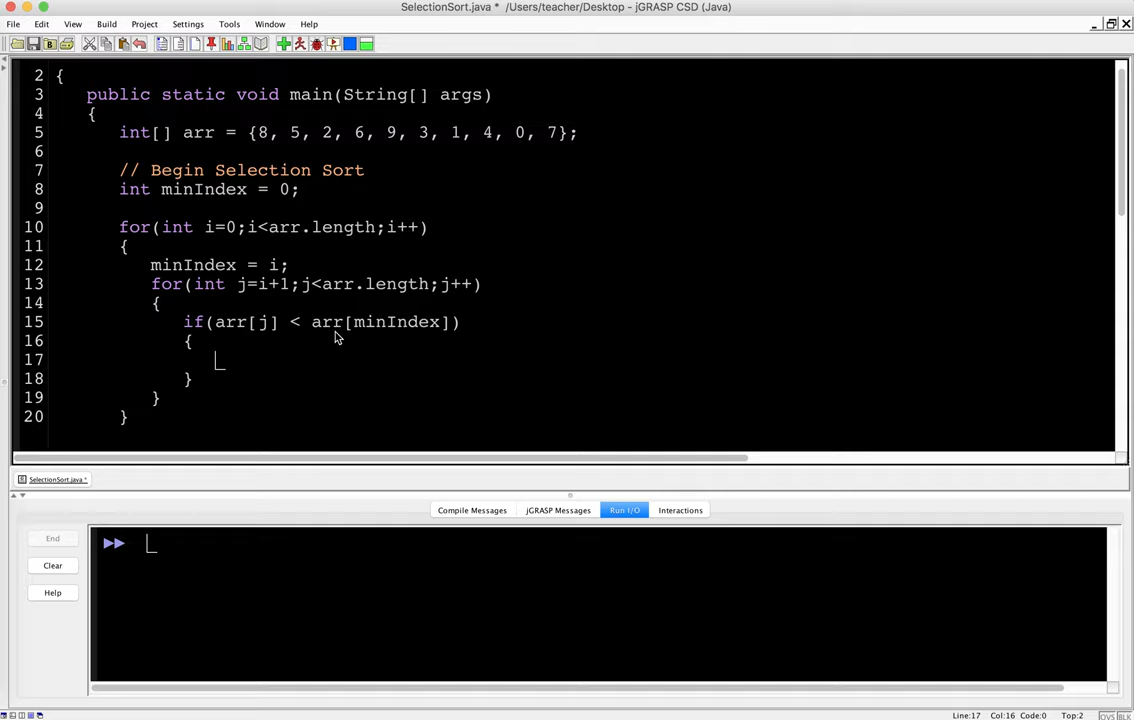 SelectionSort.java * /Users/teacher/Desktop - jGRASP CSD (Java)
File Edit View Build Project Settings Tools Window Help
2 {
3 public static void main(String[] args)
4 {
5 int[] arr = {8, 5, 2, 6, 9, 3, 1, 4, 0, 7};
6
7 // Begin Selection Sort
8 int minIndex = 0;
9
10 for(int i=0;i<arr.length;i++)
11 {
12 minIndex = i;
13 for(int j=i+1;j<arr.length;j++)
14 {
15 if(arr[j] < arr[minIndex])
16 {
17
18 }
19 }
20 }
SelectionSort.java *
Compile Messages jGRASP Messages Run I/O Interactions
End
Clear
Help
Line:17 Col:16 Code:0 Top:2 OVS BLK